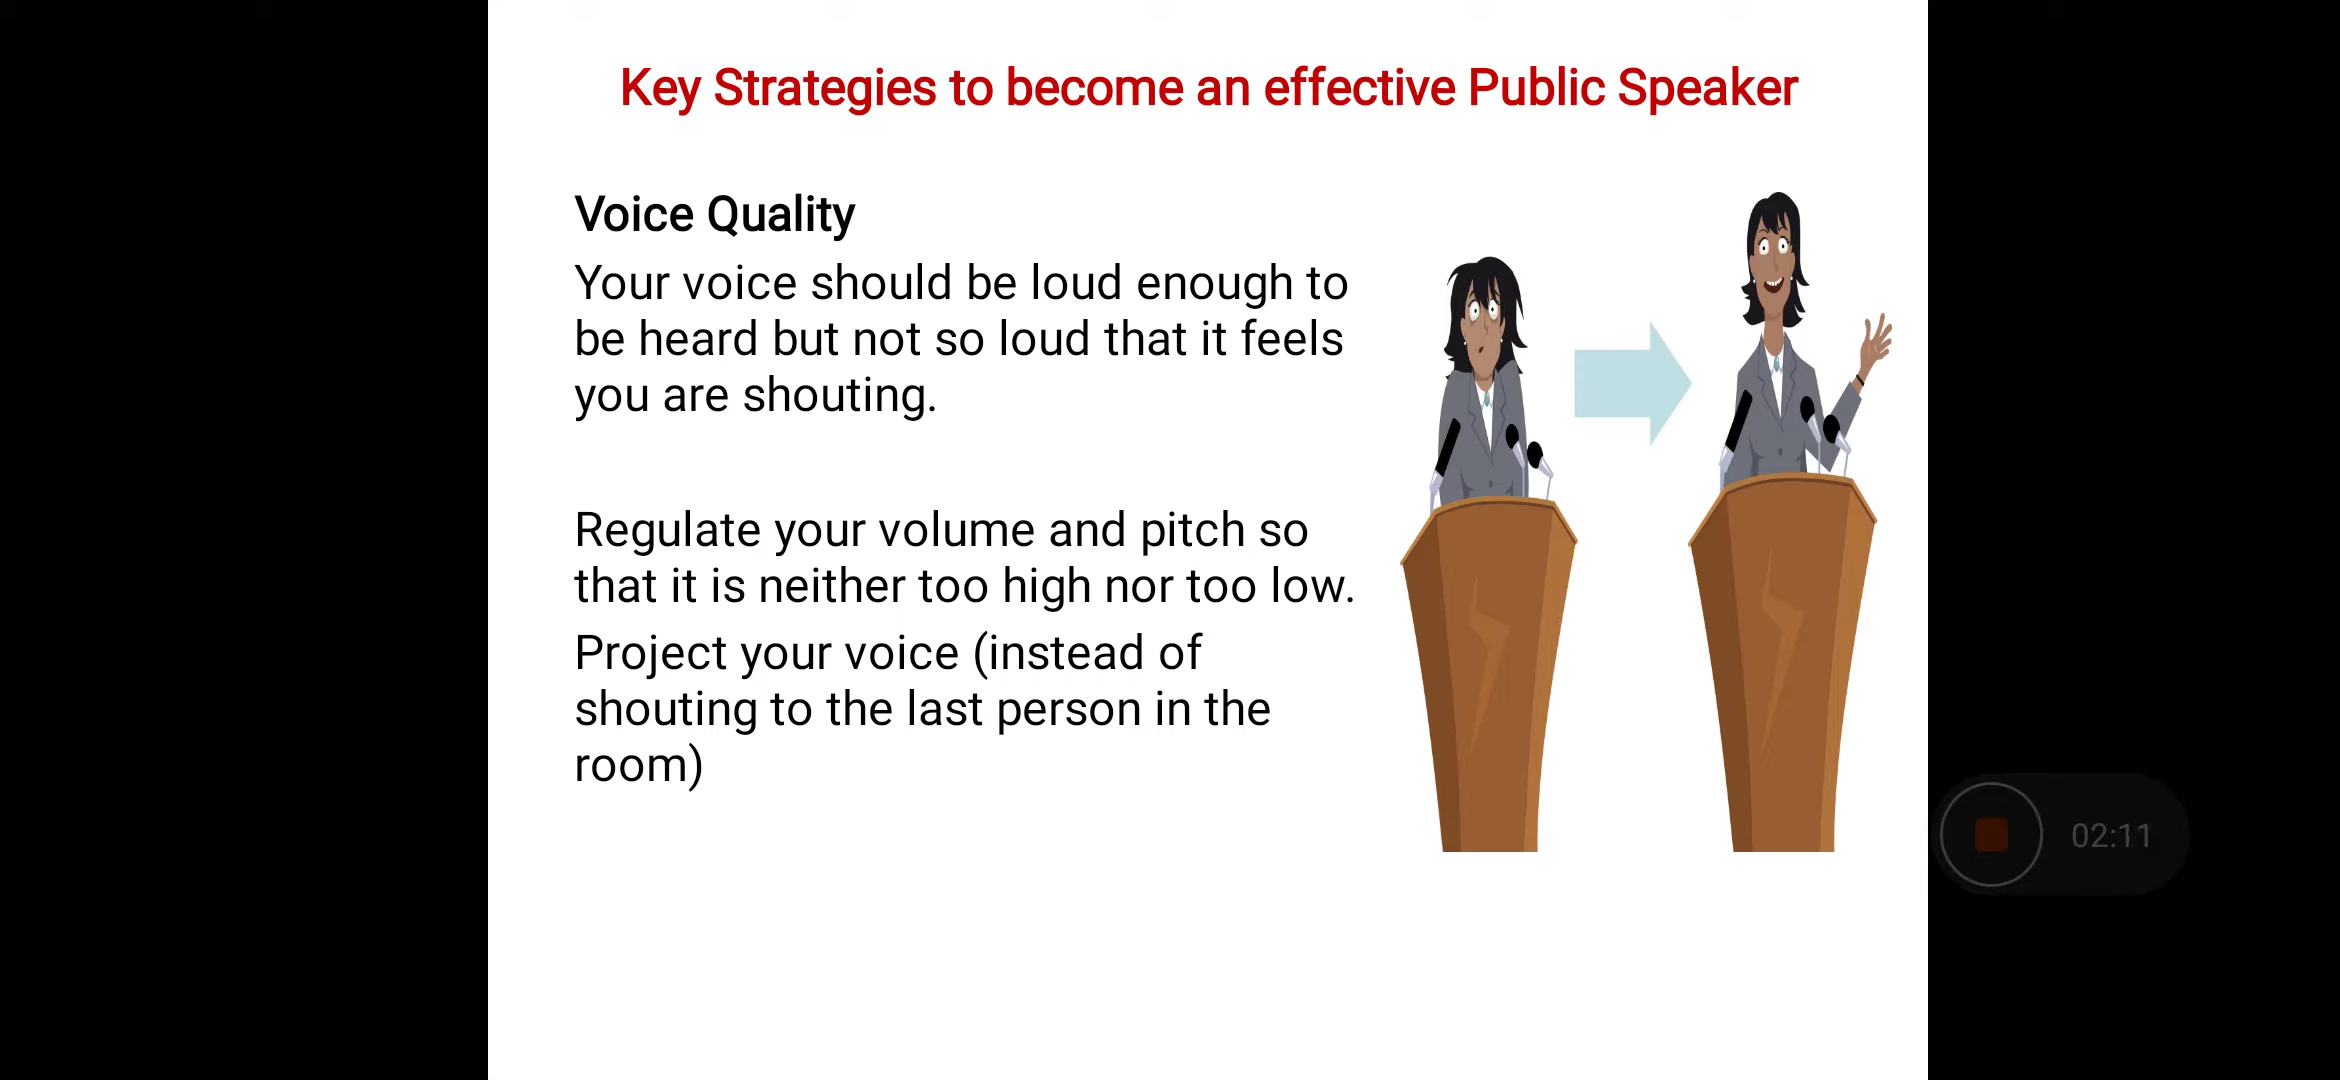 Key Strategies to become an effective Public Speaker
Voice Quality
Your voice should be loud enough to
be heard but not so loud that it feels
you are shouting.
Regulate your volume and pitch so
that it is neither too high nor too low.
Project your voice (instead of
shouting to the last person in the
room)
02:11